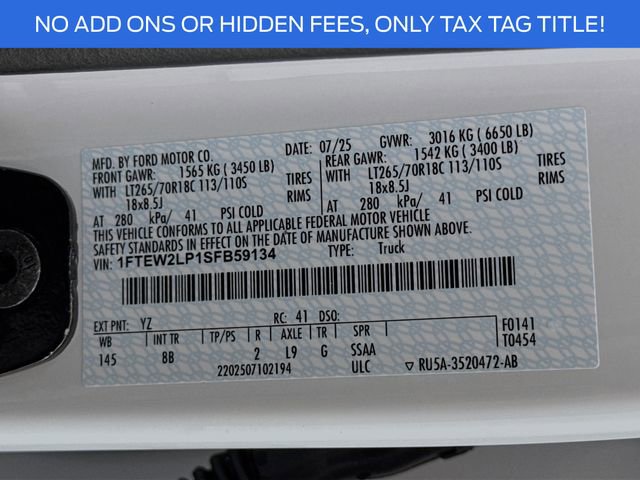 NO ADD ONS OR HIDDEN FEES, ONLY TAX TAG TITLE!
MFD. BY FORD MOTOR CO. DATE: 07/25 GVWR: 3016 KG ( 6650 LB)
FRONT GAWR: 1565 KG ( 3450 LB) REAR GAWR: 1542 KG ( 3400 LB)
WITH LT265/70R18C 113/110S TIRES WITH LT265/70R18C 113/110S TIRES
18x8.5J RIMS 18x8.5J RIMS
AT 280 kPa/ 41 PSI COLD AT 280 kPa/ 41 PSI COLD
THIS VEHICLE CONFORMS TO ALL APPLICABLE FEDERAL MOTOR VEHICLE
SAFETY STANDARDS IN EFFECT ON THE DATE OF MANUFACTURE SHOWN ABOVE.
VIN: 1FTEW2LP1SFB59134 TYPE: Truck
EXT PNT: YZ RC: 41 DSO:
WB INT TR TP/PS R AXLE TR SPR F0141
145 8B 2 L9 G SSAA T0454
2202507102194 ULC ▽ RU5A-3520472-AB